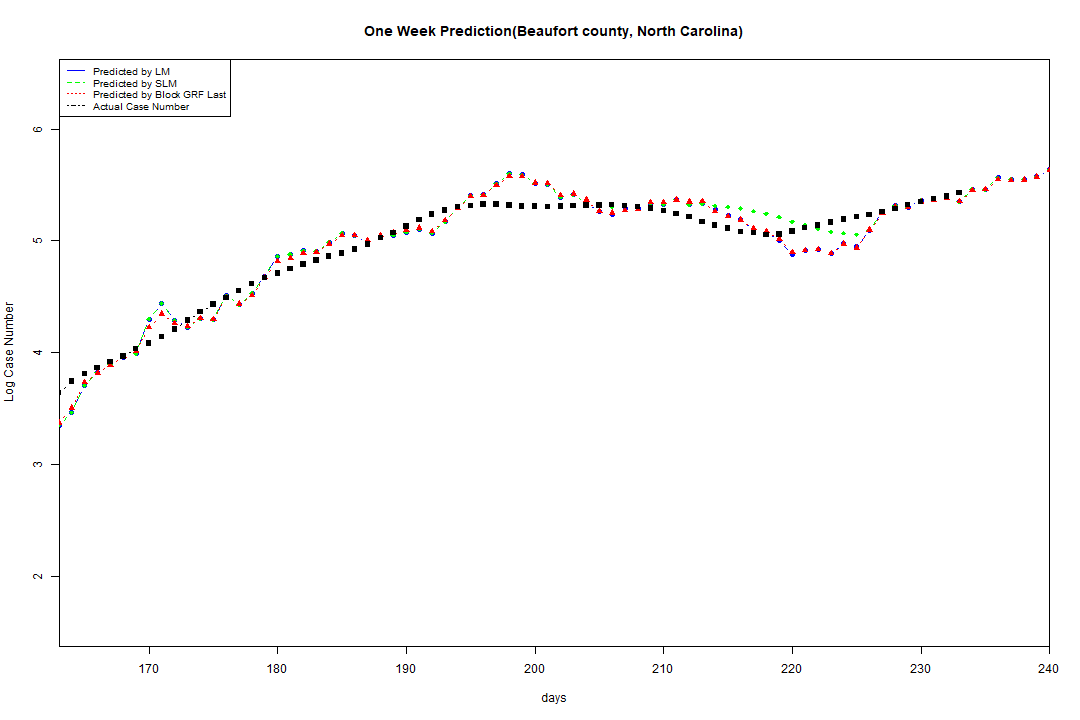 One Week Prediction(Beaufort county, North Carolina)
Predicted by LM
Predicted by SLM
Predicted by Block GRF Last
Actual Case Number
Log Case Number
6
5
4
3
2
170 180 190 200 210 220 230 240
days